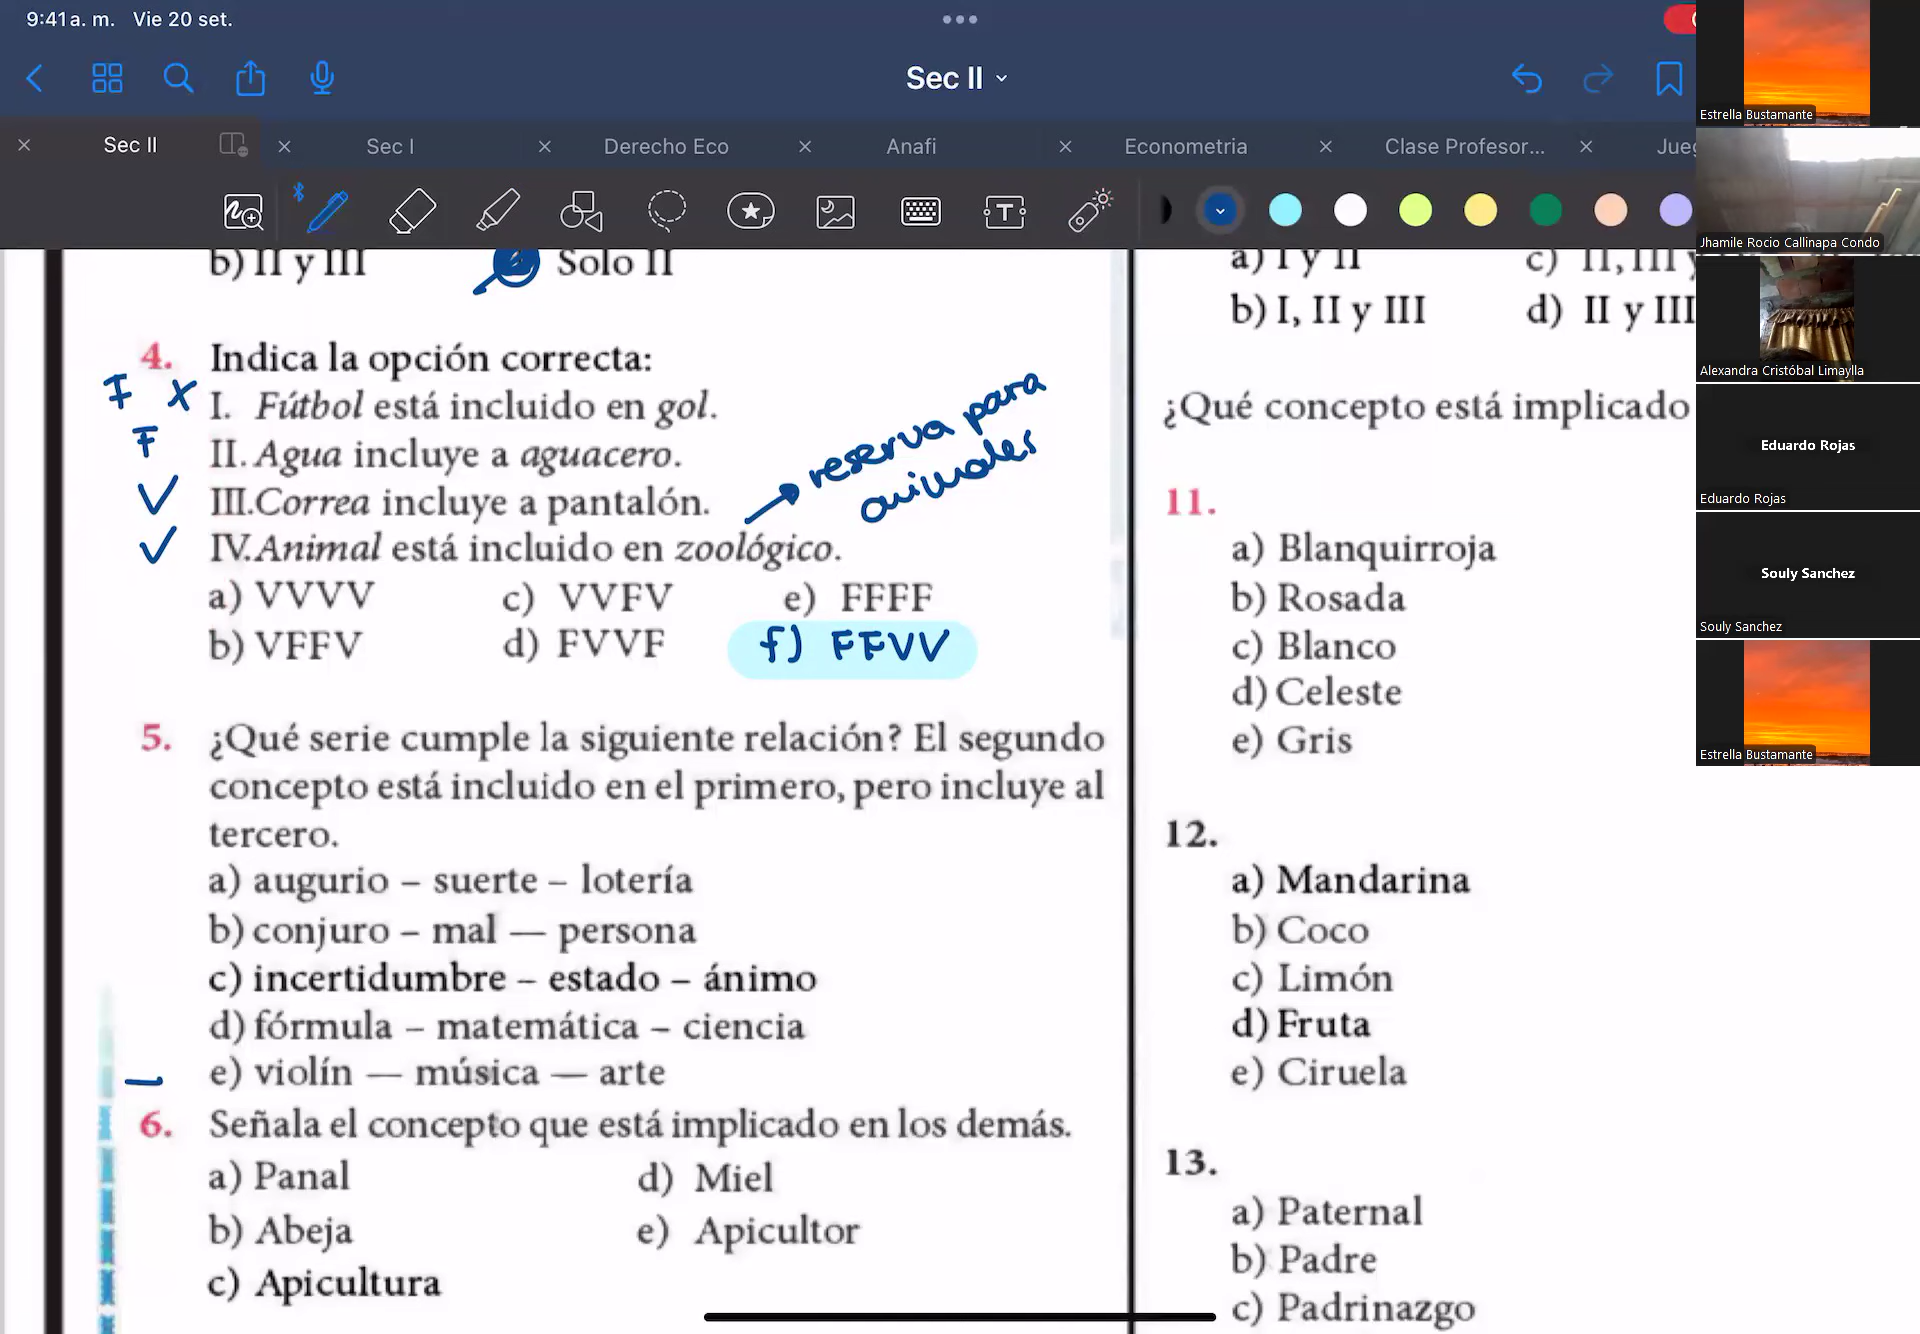 9:41 a. m. Vie 20 set.
Sec II
Sec II
Sec I
Derecho Eco
Anafi
Econometria
Clase Profesor...
b) II y III
Solo II
4. Indica la opción correcta:
F X I. Fútbol está incluido en gol.
F II. Agua incluye a aguacero.
III. Correa incluye a pantalón.
IV. Animal está incluido en zoológico.
reserva para
animales
a) VVVV c) VVFV e) FFFF
b) VFFV d) FVVF f) FFVV
5. ¿Qué serie cumple la siguiente relación? El segundo
concepto está incluido en el primero, pero incluye al
tercero.
a) augurio – suerte – lotería
b) conjuro – mal — persona
c) incertidumbre – estado – ánimo
d) fórmula – matemática – ciencia
e) violín — música — arte
6. Señala el concepto que está implicado en los demás.
a) Panal d) Miel
b) Abeja e) Apicultor
c) Apicultura
a) I y II c) II, III y
b) I, II y III d) II y III
¿Qué concepto está implicado
11.
a) Blanquirroja
b) Rosada
c) Blanco
d) Celeste
e) Gris
12.
a) Mandarina
b) Coco
c) Limón
d) Fruta
e) Ciruela
13.
a) Paternal
b) Padre
c) Padrinazgo
Estrella Bustamante
Jhamile Rocio Callinapa Condo
Alexandra Cristóbal Limaylla
Eduardo Rojas
Eduardo Rojas
Souly Sanchez
Souly Sanchez
Estrella Bustamante